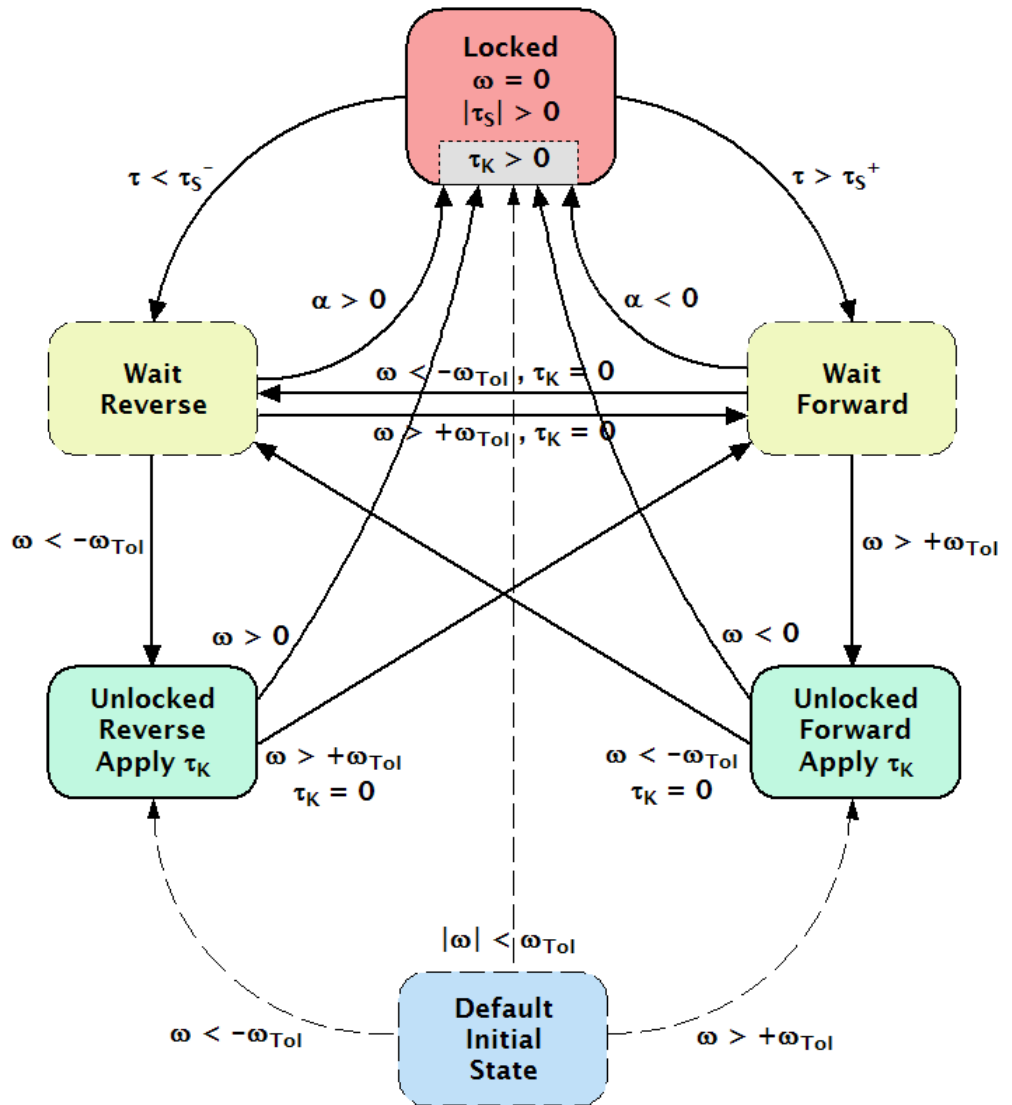 Locked
ω = 0
|τS| > 0
τK > 0
τ < τS⁻
τ > τS⁺
α > 0
α < 0
Wait
Reverse
ω < -ωTol , τK = 0
ω > +ωTol , τK = 0
Wait
Forward
ω < -ωTol
ω > +ωTol
ω > 0
ω < 0
Unlocked
Reverse
Apply τK
ω > +ωTol
τK = 0
ω < -ωTol
τK = 0
Unlocked
Forward
Apply τK
|ω| < ωTol
Default
Initial
State
ω < -ωTol
ω > +ωTol